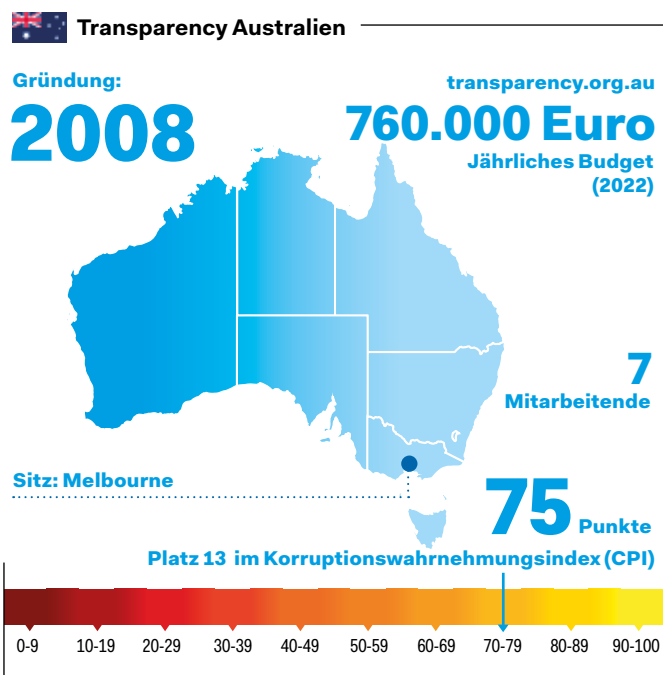 Transparency Australien
Gründung:
2008
transparency.org.au
760.000 Euro
Jährliches Budget
(2022)
7
Mitarbeitende
Sitz: Melbourne
75 Punkte
Platz 13 im Korruptionswahrnehmungsindex (CPI)
0-9 10-19 20-29 30-39 40-49 50-59 60-69 70-79 80-89 90-100